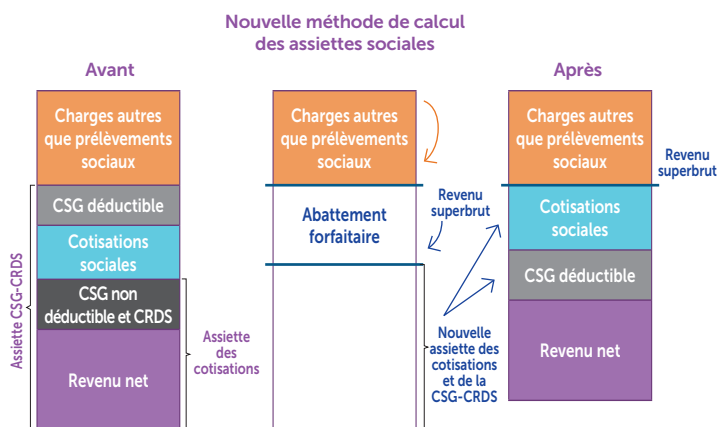 Nouvelle méthode de calcul
des assiettes sociales
Avant
Charges autres
que prélèvements
sociaux
CSG déductible
Cotisations
sociales
CSG non
déductible et CRDS
Revenu net
Assiette CSG-CRDS
Assiette
des
cotisations
Charges autres
que prélèvements
sociaux
Abattement
forfaitaire
Revenu
superbrut
Nouvelle
assiette des
cotisations
et de la
CSG-CRDS
Après
Charges autres
que prélèvements
sociaux
Revenu
superbrut
Cotisations
sociales
CSG déductible
Revenu net